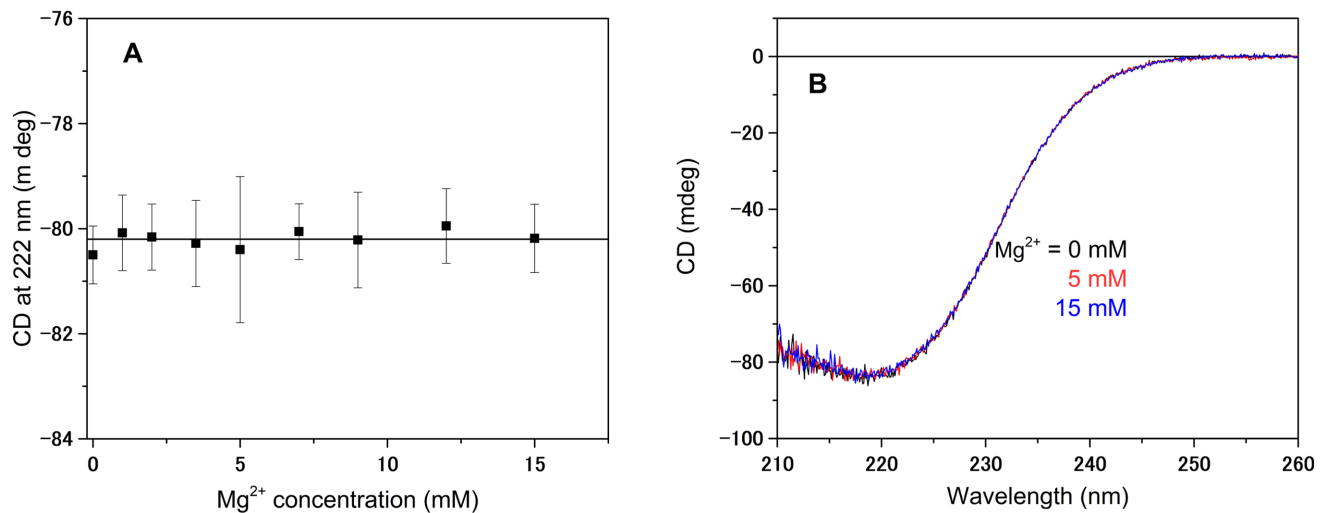 A
CD at 222 nm (m deg)
−76
−78
−80
−82
−84
0 5 10 15
Mg²⁺ concentration (mM)
B
CD (mdeg)
0
−20
−40
−60
−80
−100
Mg²⁺ = 0 mM
5 mM
15 mM
210 220 230 240 250 260
Wavelength (nm)